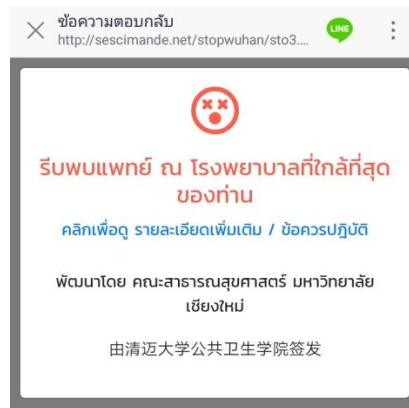 ข้อความตอบกลับ
http://sescimande.net/stopwuhan/sto3....
LINE
รีบพบแพทย์ ณ โรงพยาบาลที่ใกล้ที่สุด
ของท่าน
คลิกเพื่อดู รายละเอียดเพิ่มเติม / ข้อควรปฎิบัติ
พัฒนาโดย คณะสาธารณสุขศาสตร์ มหาวิทยาลัย
เชียงใหม่
由清迈大学公共卫生学院签发